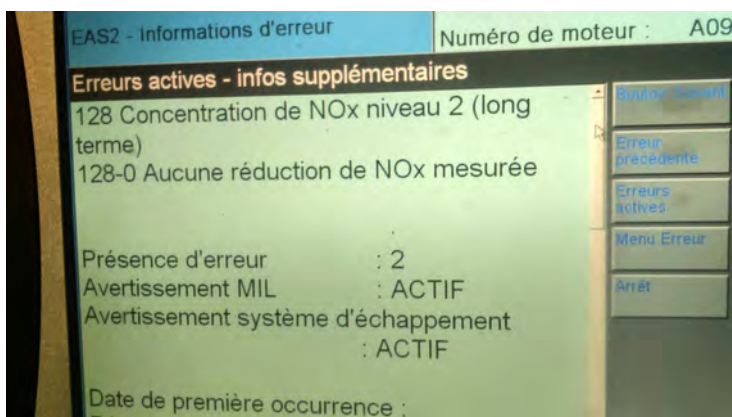 EAS2 - Informations d'erreur
Numéro de moteur : A09
Erreurs actives - infos supplémentaires
128 Concentration de NOx niveau 2 (long
terme)
128-0 Aucune réduction de NOx mesurée
Présence d'erreur : 2
Avertissement MIL : ACTIF
Avertissement système d'échappement
: ACTIF
Date de première occurrence :
Erreur
précédente
Erreurs
actives
Menu Erreur
Arrêt